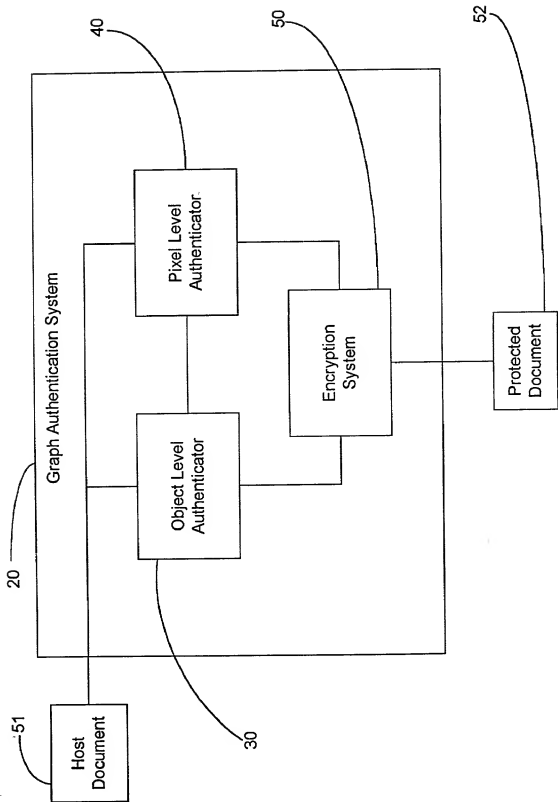 20
Graph Authentication System
40
50
52
51
Host
Document
30
Object Level
Authenticator
Pixel Level
Authenticator
Encryption
System
Protected
Document